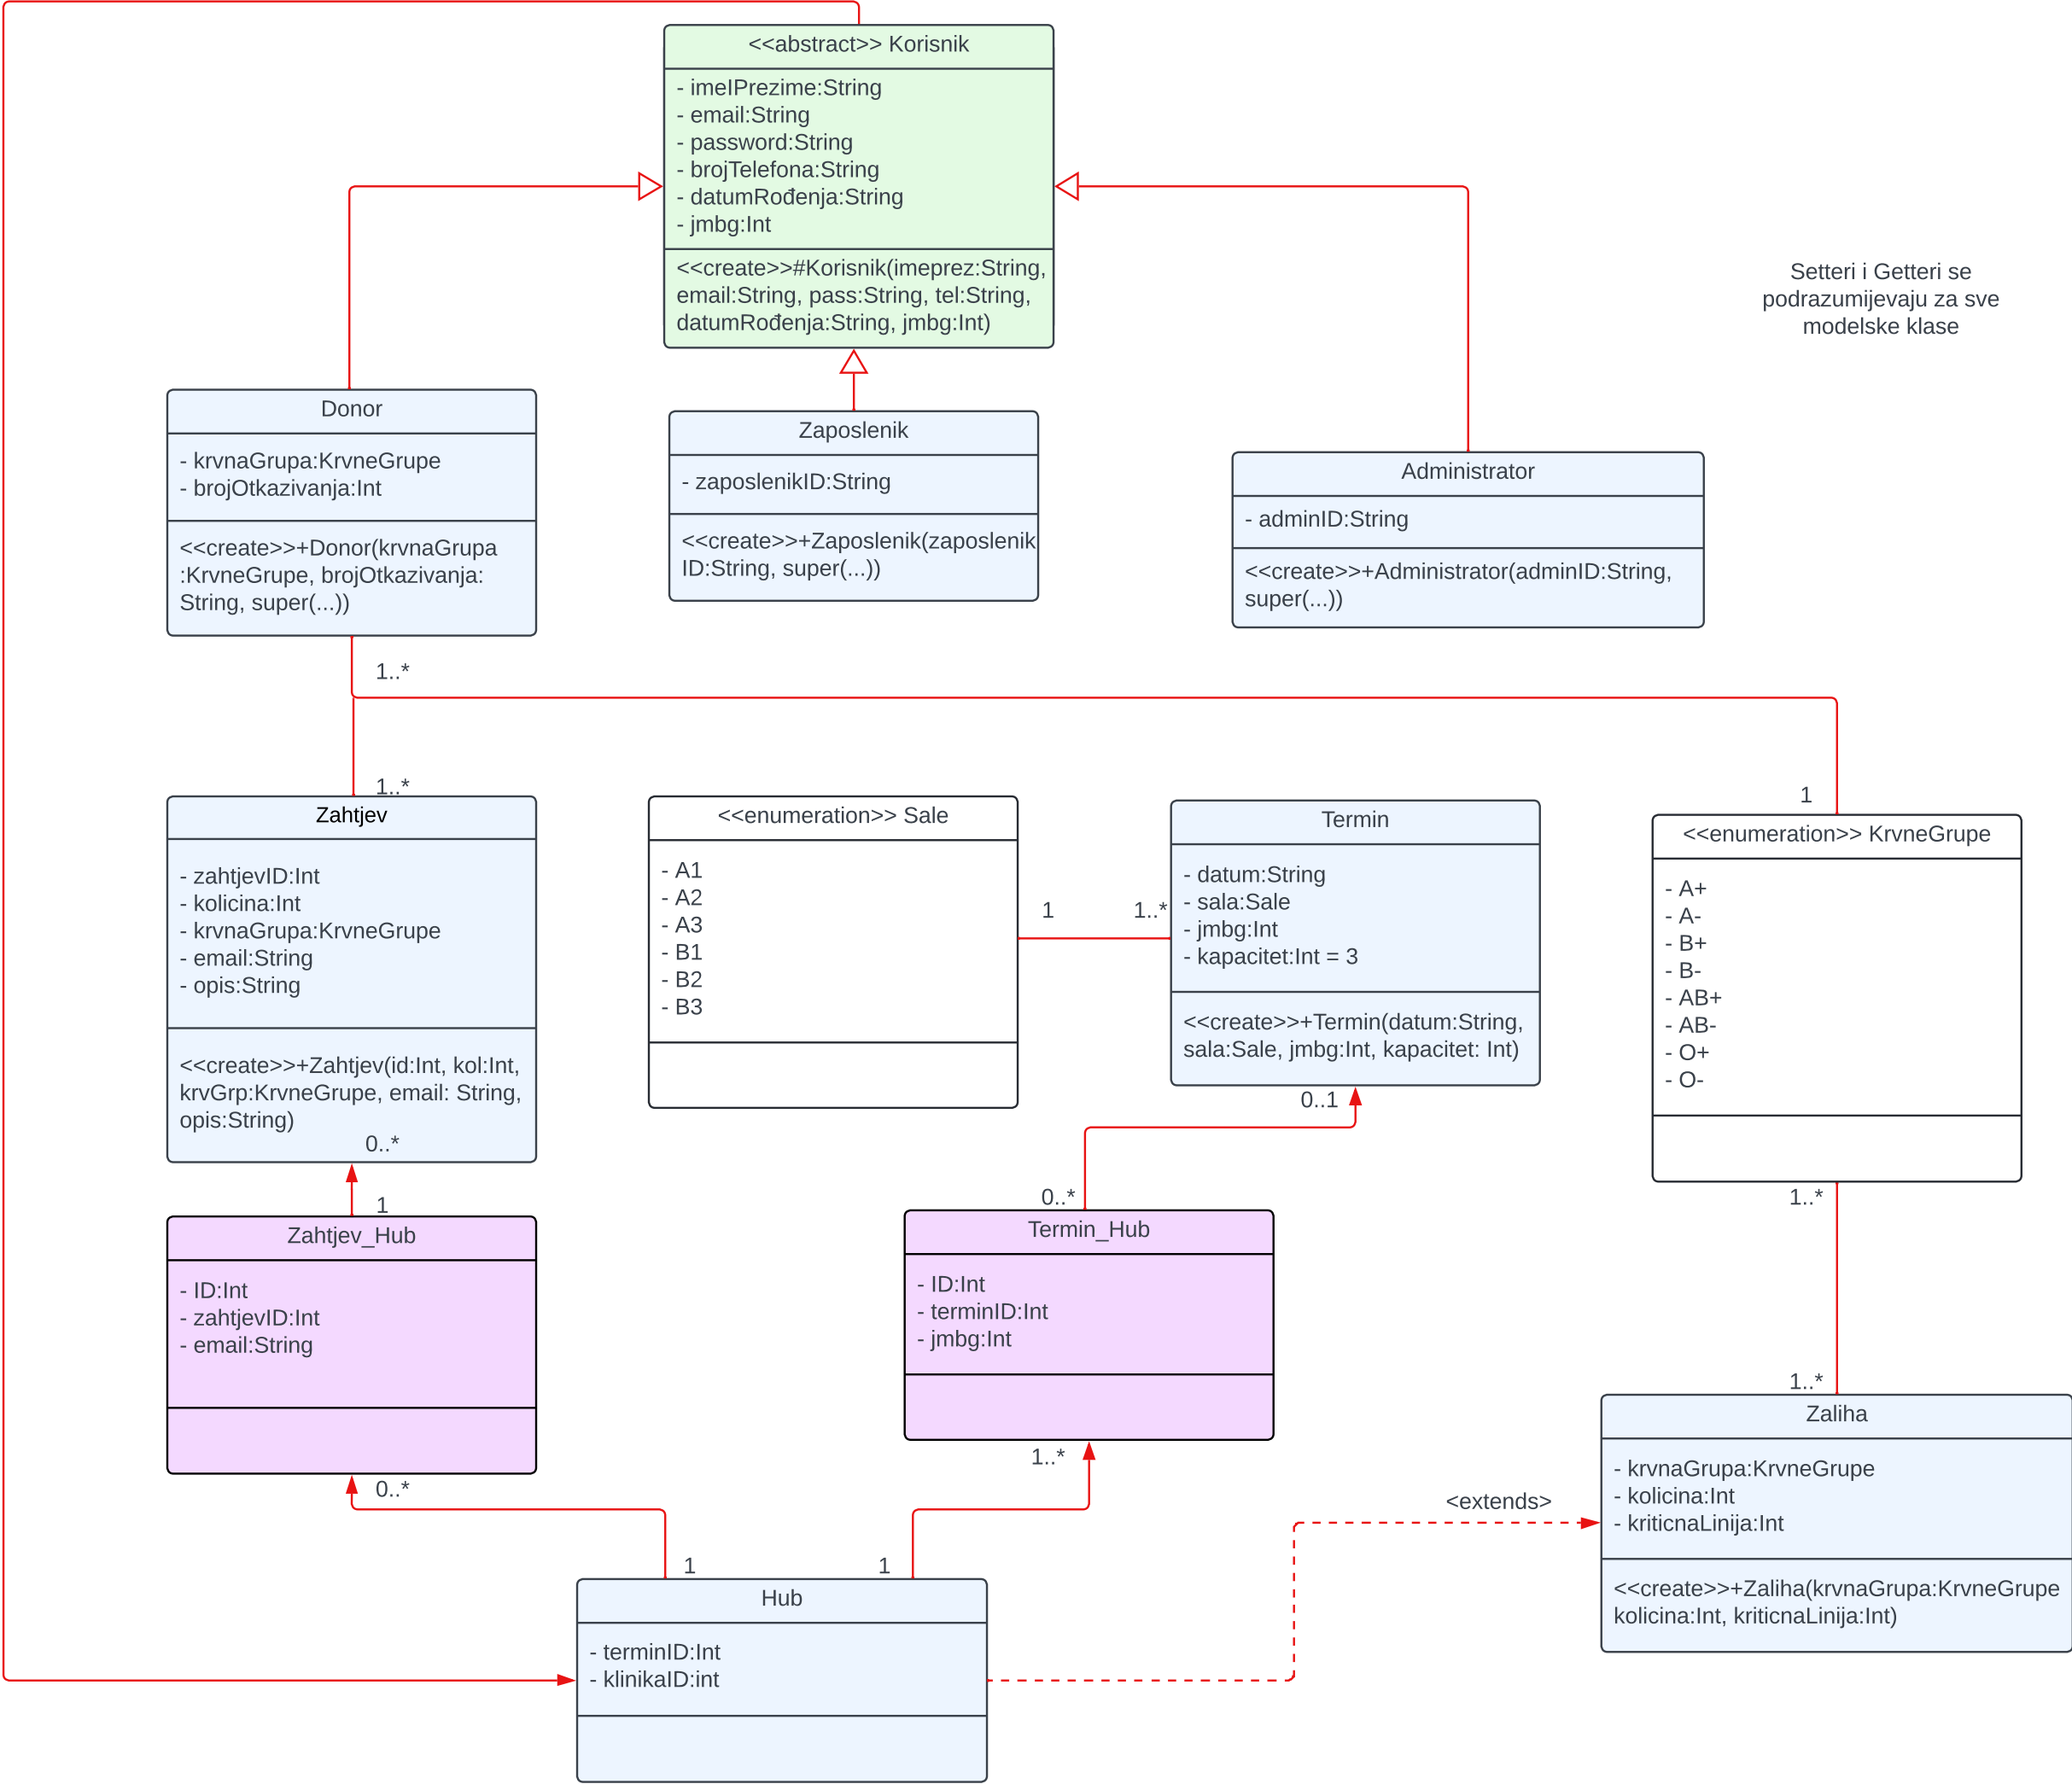 <<abstract>> Korisnik
- imeIPrezime:String
- email:String
- password:String
- brojTelefona:String
- datumRođenja:String
- jmbg:Int
<<create>>#Korisnik(imeprez:String,
email:String, pass:String, tel:String,
datumRođenja:String, jmbg:Int)
Setteri i Getteri se
podrazumijevaju za sve
modelske klase
Donor
- krvnaGrupa:KrvneGrupe
- brojOtkazivanja:Int
<<create>>+Donor(krvnaGrupa
:KrvneGrupe, brojOtkazivanja:
String, super(...))
Zaposlenik
- zaposlenikID:String
<<create>>+Zaposlenik(zaposlenik
ID:String, super(...))
Administrator
- adminID:String
<<create>>+Administrator(adminID:String,
super(...))
1..*
1..*
1
Zahtjev
- zahtjevID:Int
- kolicina:Int
- krvnaGrupa:KrvneGrupe
- email:String
- opis:String
<<create>>+Zahtjev(id:Int, kol:Int,
krvGrp:KrvneGrupe, email: String,
opis:String)
0..*
<<enumeration>> Sale
- A1
- A2
- A3
- B1
- B2
- B3
1
1..*
Termin
- datum:String
- sala:Sale
- jmbg:Int
- kapacitet:Int = 3
<<create>>+Termin(datum:String,
sala:Sale, jmbg:Int, kapacitet: Int)
0..1
<<enumeration>> KrvneGrupe
- A+
- A-
- B+
- B-
- AB+
- AB-
- O+
- O-
1..*
1
Zahtjev_Hub
- ID:Int
- zahtjevID:Int
- email:String
0..*
0..*
Termin_Hub
- ID:Int
- terminID:Int
- jmbg:Int
1..*
1..*
Zaliha
- krvnaGrupa:KrvneGrupe
- kolicina:Int
- kriticnaLinija:Int
<<create>>+Zaliha(krvnaGrupa:KrvneGrupe
kolicina:Int, kriticnaLinija:Int)
<extends>
1
1
Hub
- terminID:Int
- klinikaID:int